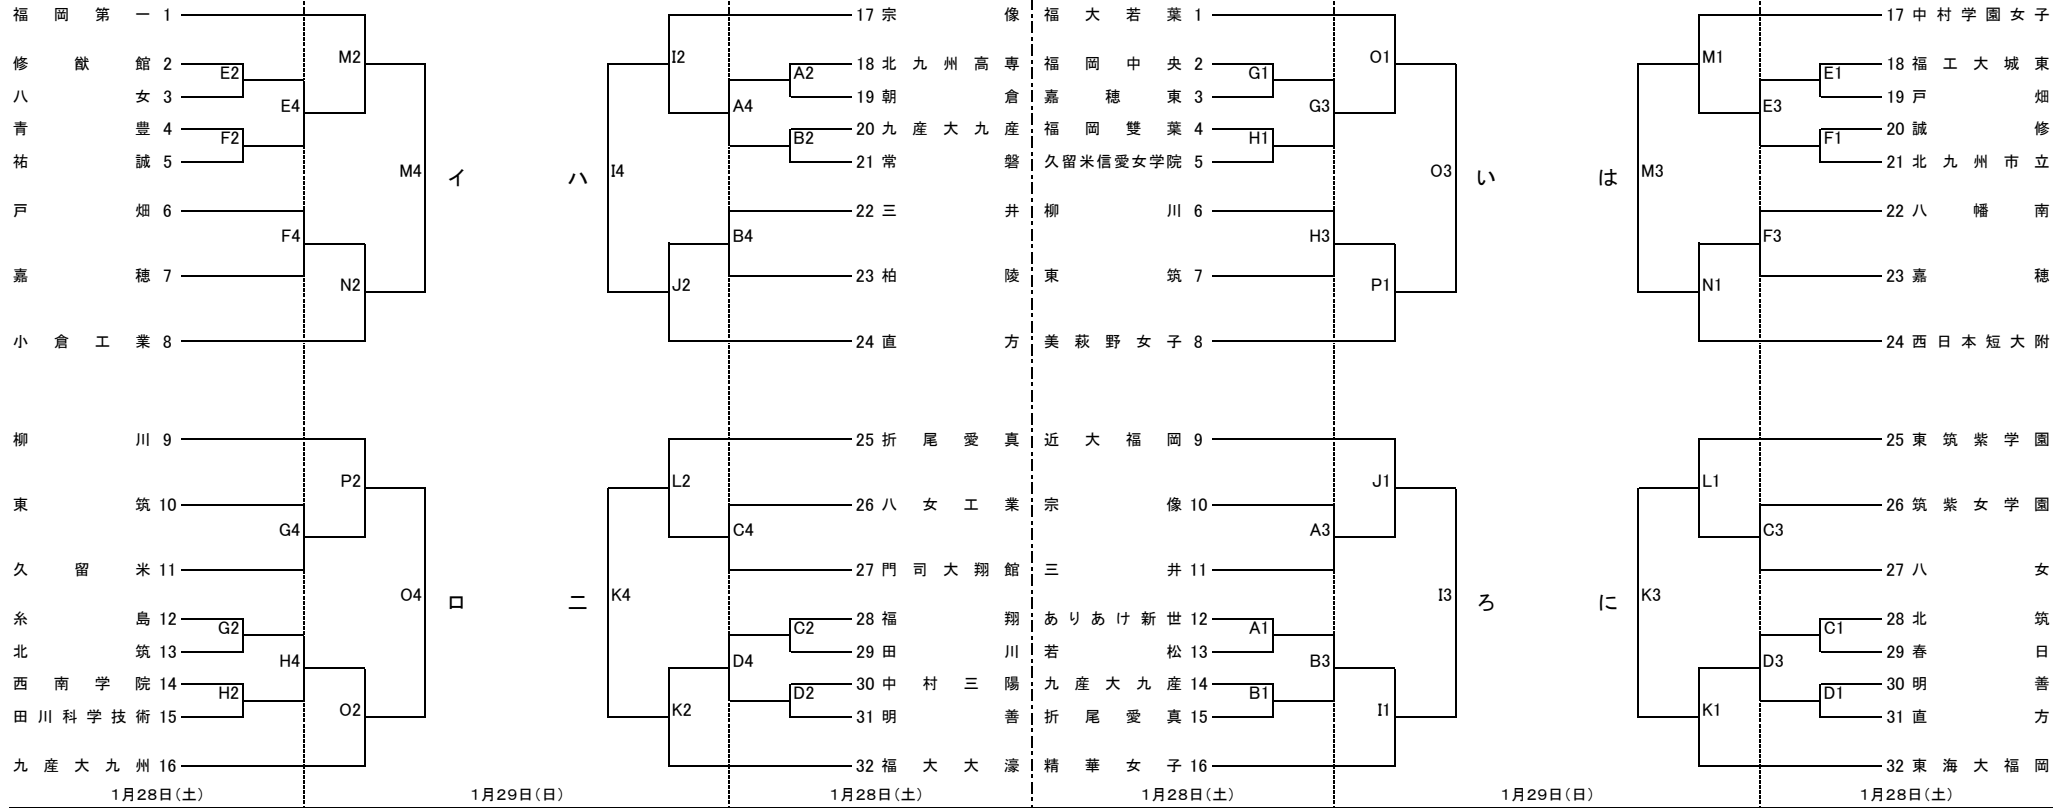 福岡第一 1
修猷館 2
E2
八女 3
青豊 4
F2
祐誠 5
E4
M2
戸畑 6
F4
嘉穂 7
N2
小倉工業 8
M4
イ
柳川 9
P2
東筑 10
G4
久留米 11
糸島 12
G2
北筑 13
H4
西南学院 14
H2
田川科学技術 15
O2
九産大九州 16
O4
ロ
17 宗像
I2
18 北九州高専
A2
19 朝倉
A4
20 九産大九産
B2
21 常磐
ハ
I4
22 三井
B4
23 柏陵
J2
24 直方
25 折尾愛真
L2
26 八女工業
C4
27 門司大翔館
ニ
K4
28 福翔
C2
29 田川
D4
30 中村三陽
D2
31 明善
K2
32 福大大濠
福大若葉 1
O1
福岡中央 2
G1
嘉穂東 3
G3
福岡雙葉 4
H1
久留米信愛女学院 5
O3
い
柳川 6
H3
東筑 7
P1
美萩野女子 8
近大福岡 9
J1
宗像 10
A3
三井 11
I3
ろ
ありあけ新世 12
A1
若松 13
B3
九産大九産 14
B1
折尾愛真 15
I1
精華女子 16
17 中村学園女子
M1
18 福工大城東
E1
19 戸畑
E3
20 誠修
F1
21 北九州市立
は
M3
22 八幡南
F3
23 嘉穂
N1
24 西日本短大附
25 東筑紫学園
L1
26 筑紫女学園
C3
27 八女
に
K3
28 北筑
C1
29 春日
D3
30 明善
D1
31 直方
K1
32 東海大福岡
1月28日(土)
1月29日(日)
1月28日(土)
1月28日(土)
1月29日(日)
1月28日(土)